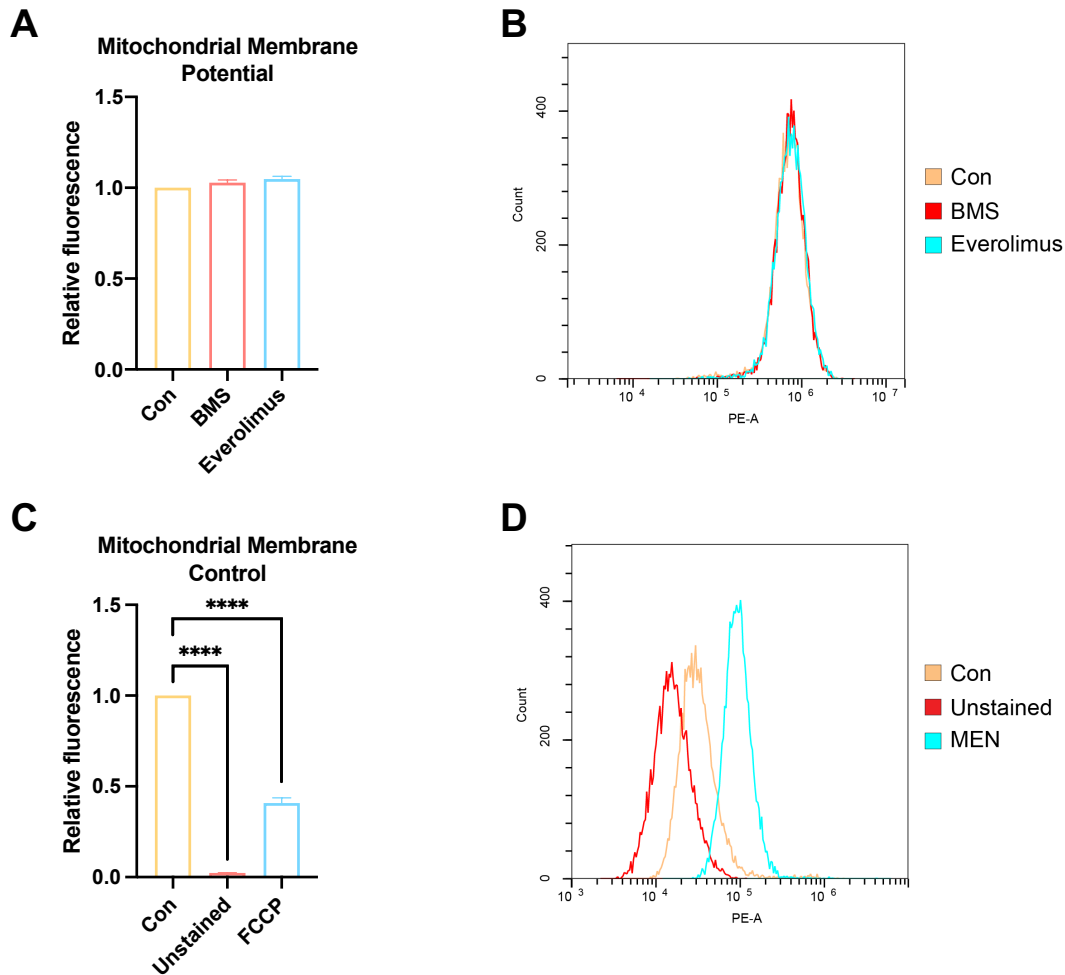 A
Mitochondrial Membrane
Potential
Relative fluorescence
1.5
1.0
0.5
0.0
Con
BMS
Everolimus
B
Count
400
200
0
10 4
10 5
10 6
10 7
PE-A
Con
BMS
Everolimus
C
Mitochondrial Membrane
Control
Relative fluorescence
1.5
1.0
0.5
0.0
****
****
Con
Unstained
FCCP
D
Count
400
200
0
10 3
10 4
10 5
10 6
PE-A
Con
Unstained
MEN